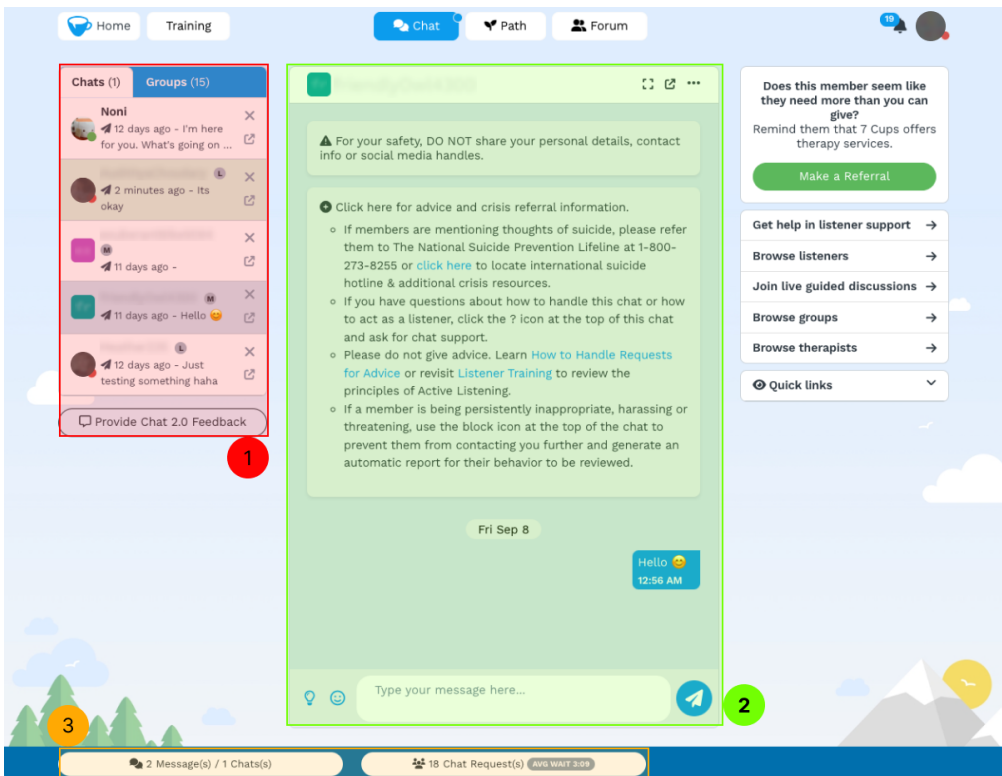 Home
Training
Chat
Path
Forum
19
Chats (1)
Groups (15)
Noni
12 days ago - I'm here
for you. What's going on ...
L
2 minutes ago - Its
okay
M
11 days ago -
M
11 days ago - Hello 😊
L
12 days ago - Just
testing something haha
Provide Chat 2.0 Feedback
1
For your safety, DO NOT share your personal details, contact
info or social media handles.
Click here for advice and crisis referral information.
If members are mentioning thoughts of suicide, please refer
them to The National Suicide Prevention Lifeline at 1-800-
273-8255 or click here to locate international suicide
hotline & additional crisis resources.
If you have questions about how to handle this chat or how
to act as a listener, click the ? icon at the top of this chat
and ask for chat support.
Please do not give advice. Learn How to Handle Requests
for Advice or revisit Listener Training to review the
principles of Active Listening.
If a member is being persistently inappropriate, harassing or
threatening, use the block icon at the top of the chat to
prevent them from contacting you further and generate an
automatic report for their behavior to be reviewed.
Fri Sep 8
Hello 😊
12:56 AM
Type your message here...
2
Does this member seem like
they need more than you can
give?
Remind them that 7 Cups offers
therapy services.
Make a Referral
Get help in listener support
Browse listeners
Join live guided discussions
Browse groups
Browse therapists
Quick links
3
2 Message(s) / 1 Chats(s)
18 Chat Request(s) AVG WAIT 3:09